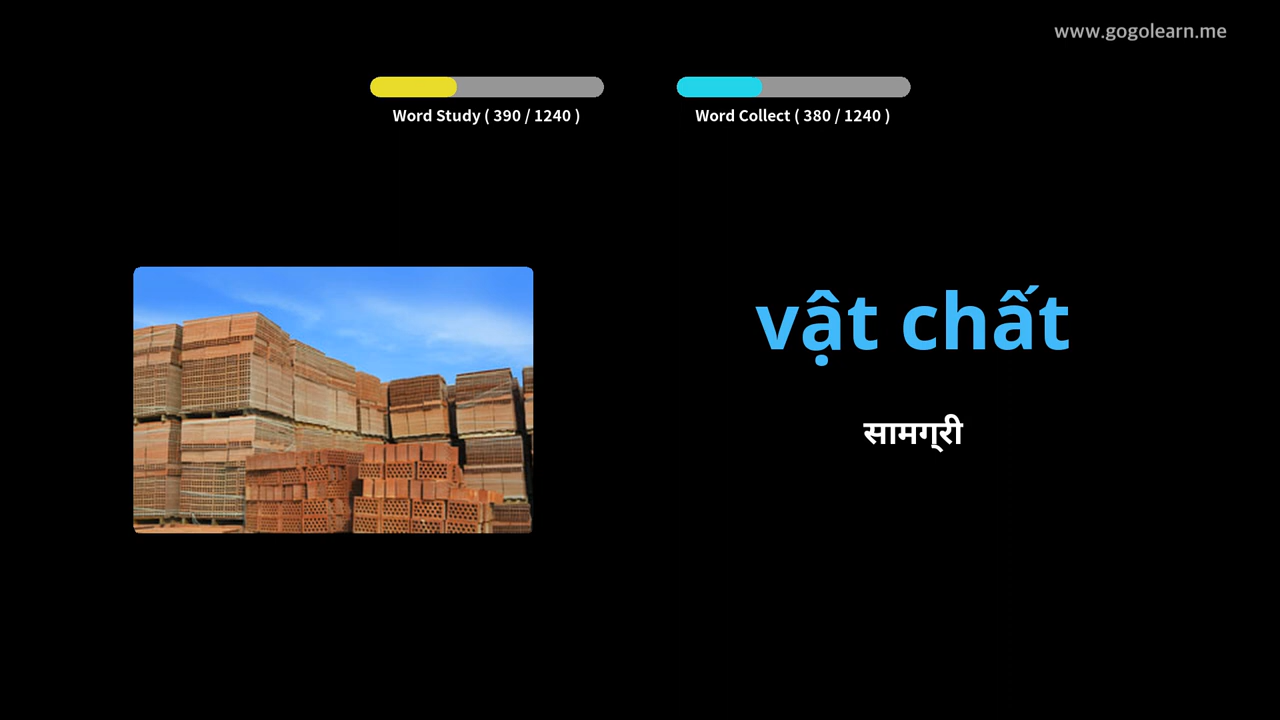 www.gogolearn.me
Word Study ( 390 / 1240 )
Word Collect ( 380 / 1240 )
vật chất
सामग्री